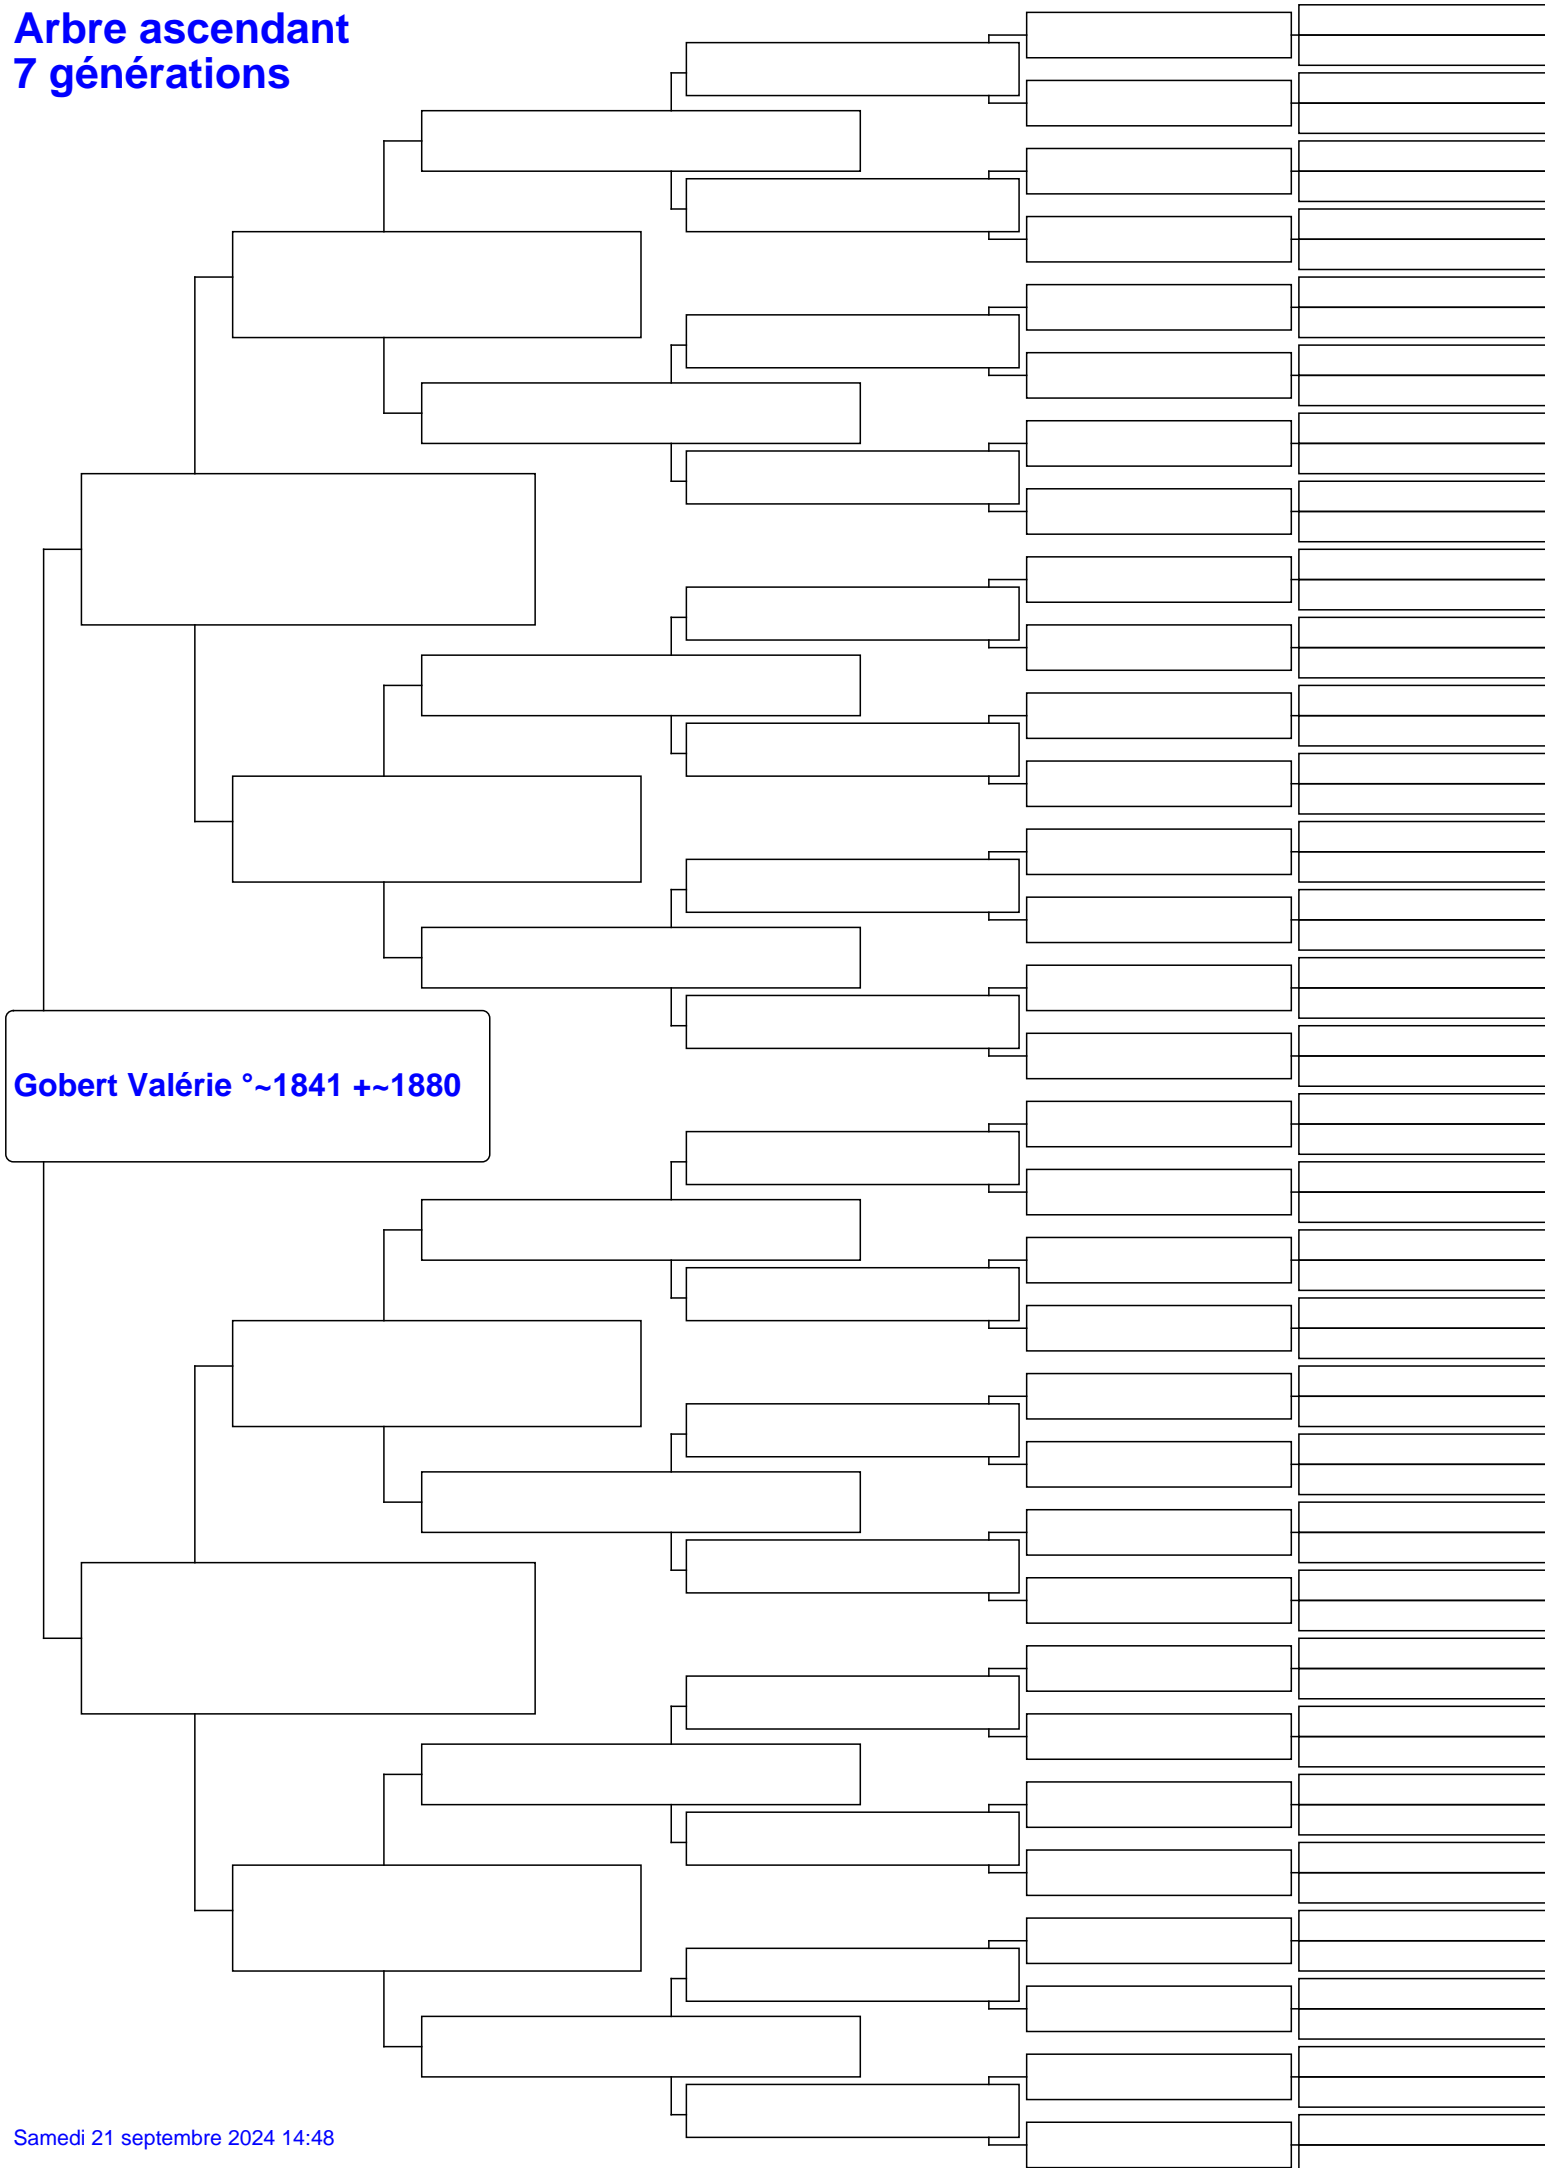 Arbre ascendant
7 générations
Gobert Valérie °~1841 +~1880
Samedi 21 septembre 2024 14:48